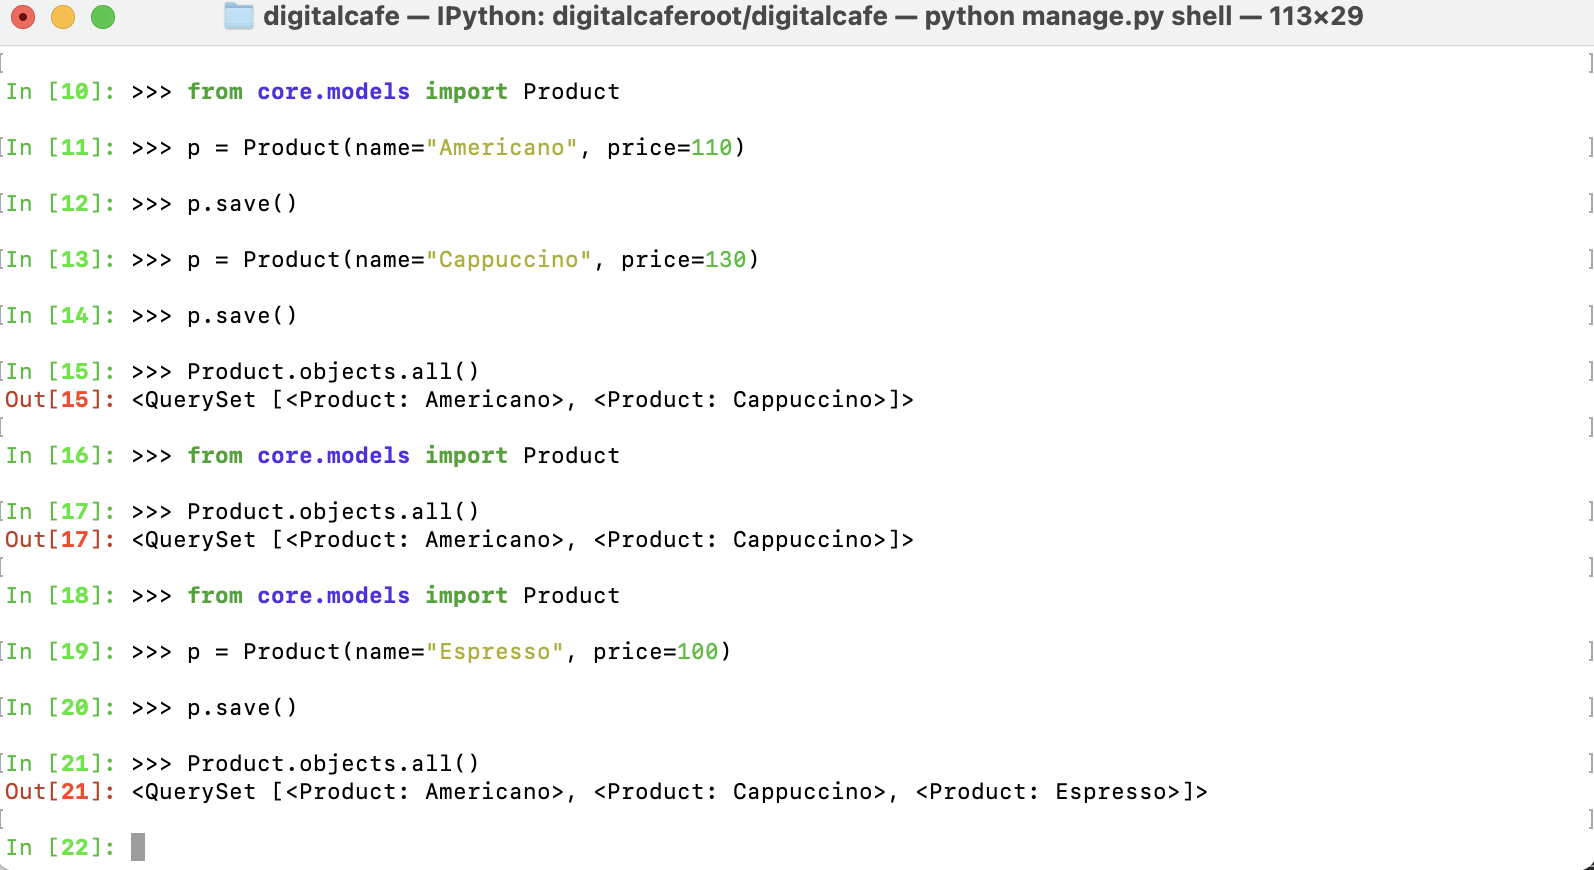 digitalcafe — IPython: digitalcaferoot/digitalcafe — python manage.py shell — 113×29
In [10]: >>> from core.models import Product
In [11]: >>> p = Product(name="Americano", price=110)
In [12]: >>> p.save()
In [13]: >>> p = Product(name="Cappuccino", price=130)
In [14]: >>> p.save()
In [15]: >>> Product.objects.all()
Out[15]: <QuerySet [<Product: Americano>, <Product: Cappuccino>]>
In [16]: >>> from core.models import Product
In [17]: >>> Product.objects.all()
Out[17]: <QuerySet [<Product: Americano>, <Product: Cappuccino>]>
In [18]: >>> from core.models import Product
In [19]: >>> p = Product(name="Espresso", price=100)
In [20]: >>> p.save()
In [21]: >>> Product.objects.all()
Out[21]: <QuerySet [<Product: Americano>, <Product: Cappuccino>, <Product: Espresso>]>
In [22]: